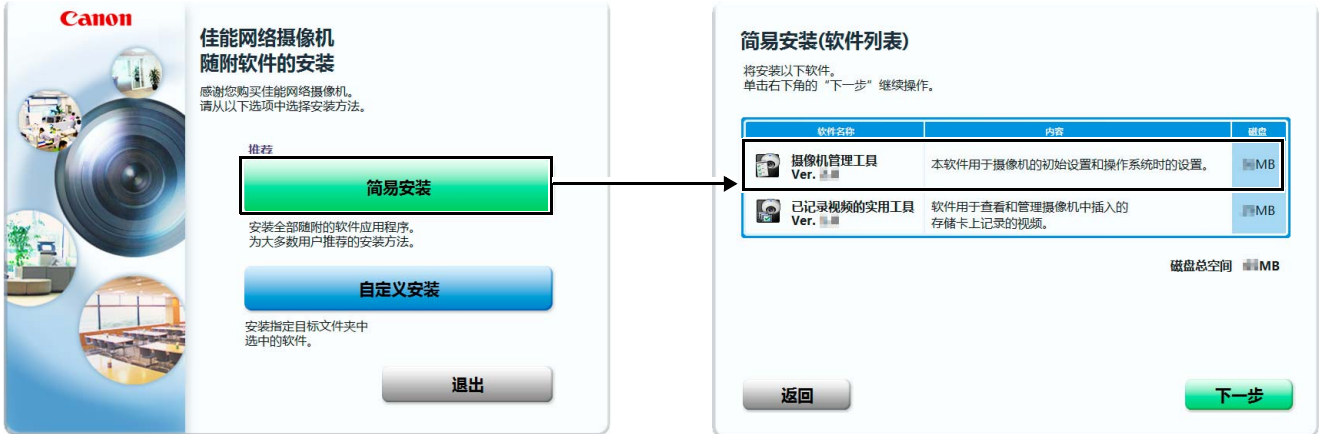 Canon
佳能网络摄像机
随附软件的安装
感谢您购买佳能网络摄像机。
请从以下选项中选择安装方法。
推荐
简易安装
安装全部随附的软件应用程序。
为大多数用户推荐的安装方法。
自定义安装
安装指定目标文件夹中
选中的软件。
退出
简易安装(软件列表)
将安装以下软件。
单击右下角的“下一步”继续操作。
软件名称 内容 磁盘
摄像机管理工具
Ver.
本软件用于摄像机的初始设置和操作系统时的设置。
MB
已记录视频的实用工具
Ver.
软件用于查看和管理摄像机中插入的
存储卡上记录的视频。
MB
磁盘总空间 MB
返回
下一步